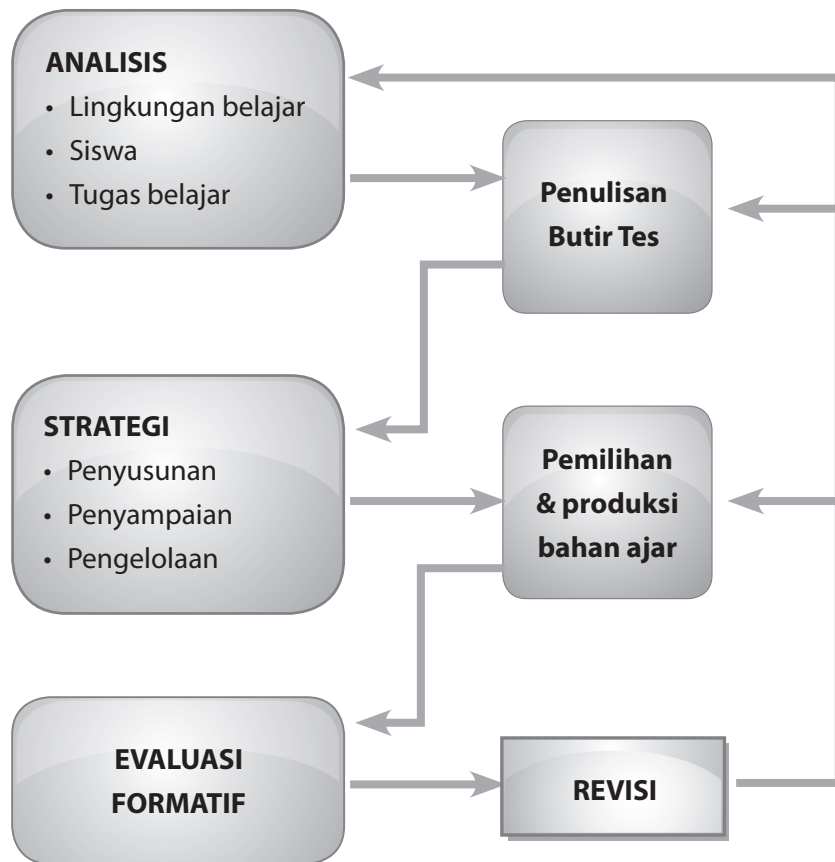 ANALISIS
• Lingkungan belajar
• Siswa
• Tugas belajar
Penulisan
Butir Tes
STRATEGI
• Penyusunan
• Penyampaian
• Pengelolaan
Pemilihan
& produksi
bahan ajar
EVALUASI
FORMATIF
REVISI